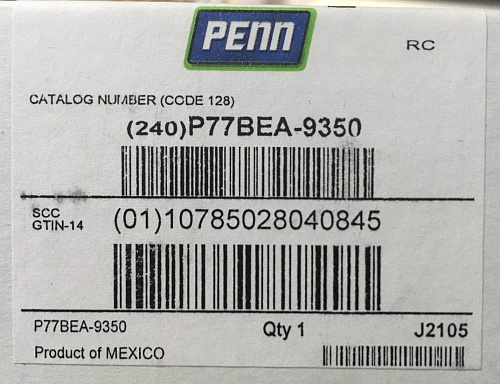 PENN
RC
CATALOG NUMBER (CODE 128)
(240)P77BEA-9350
SCC
GTIN-14
(01)10785028040845
P77BEA-9350
Qty 1
J2105
Product of MEXICO